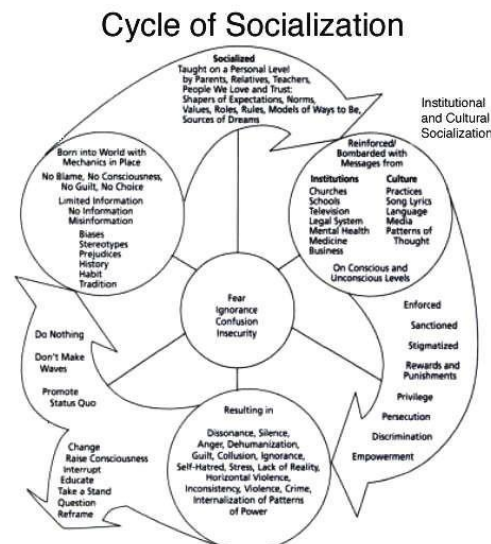 Cycle of Socialization
Socialized
Taught on a Personal Level
by Parents, Relatives, Teachers,
People We Love and Trust:
Shapers of Expectations, Norms,
Values, Roles, Rules, Models of Ways to Be,
Sources of Dreams
Institutional
and Cultural
Socialization
Born into World with
Mechanics in Place
No Blame, No Consciousness,
No Guilt, No Choice
Limited Information
No Information
Misinformation
Biases
Stereotypes
Prejudices
History
Habit
Tradition
Reinforced/
Bombarded with
Messages from
Institutions
Churches
Schools
Television
Legal System
Mental Health
Medicine
Business
Culture
Practices
Song Lyrics
Language
Media
Patterns of
Thought
On Conscious and
Unconscious Levels
Fear
Ignorance
Confusion
Insecurity
Enforced
Sanctioned
Stigmatized
Rewards and
Punishments
Privilege
Persecution
Discrimination
Empowerment
Resulting in
Dissonance, Silence,
Anger, Dehumanization,
Guilt, Collusion, Ignorance,
Self-Hatred, Stress, Lack of Reality,
Horizontal Violence,
Inconsistency, Violence, Crime,
Internalization of Patterns
of Power
Do Nothing
Don't Make
Waves
Promote
Status Quo
Change
Raise Consciousness
Interrupt
Educate
Take a Stand
Question
Reframe